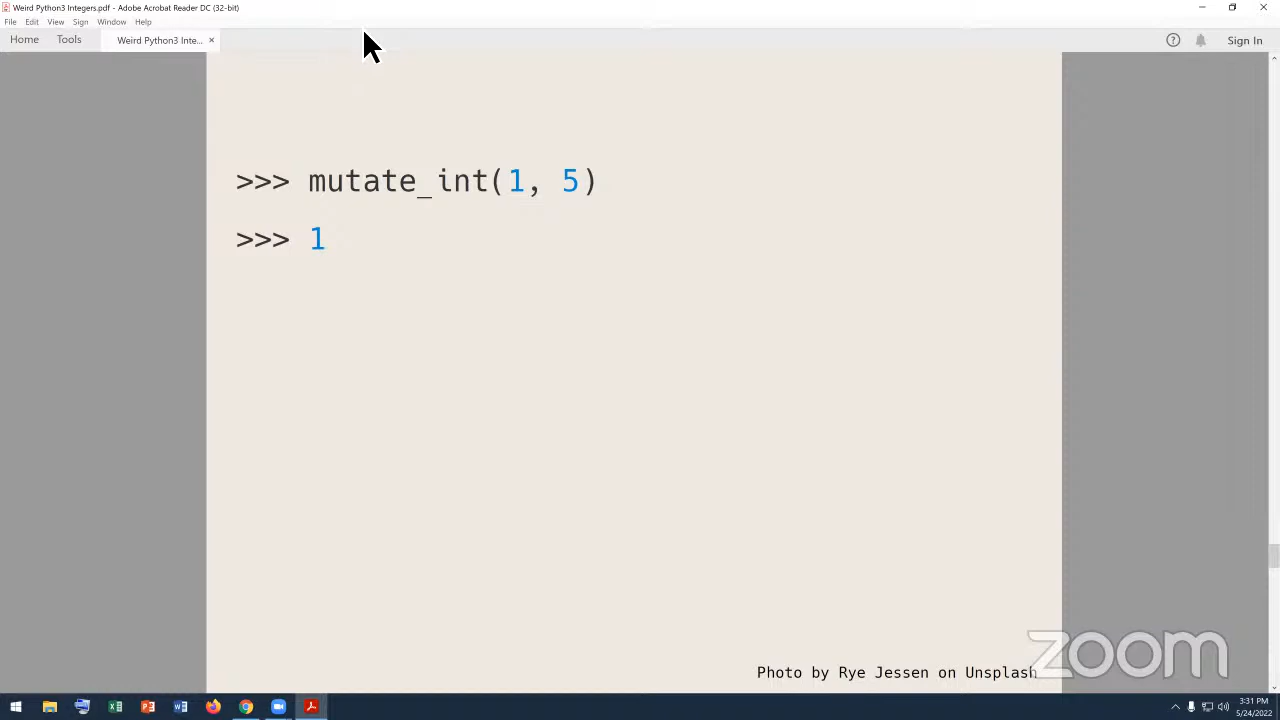 Weird Python3 Integers.pdf - Adobe Acrobat Reader DC (32-bit)
File Edit View Sign Window Help
Home Tools Weird Python3 Inte... × Sign In
>>> mutate_int(1, 5)
>>> 1
Photo by Rye Jessen on Unsplash
zoom
3:31 PM
5/24/2022